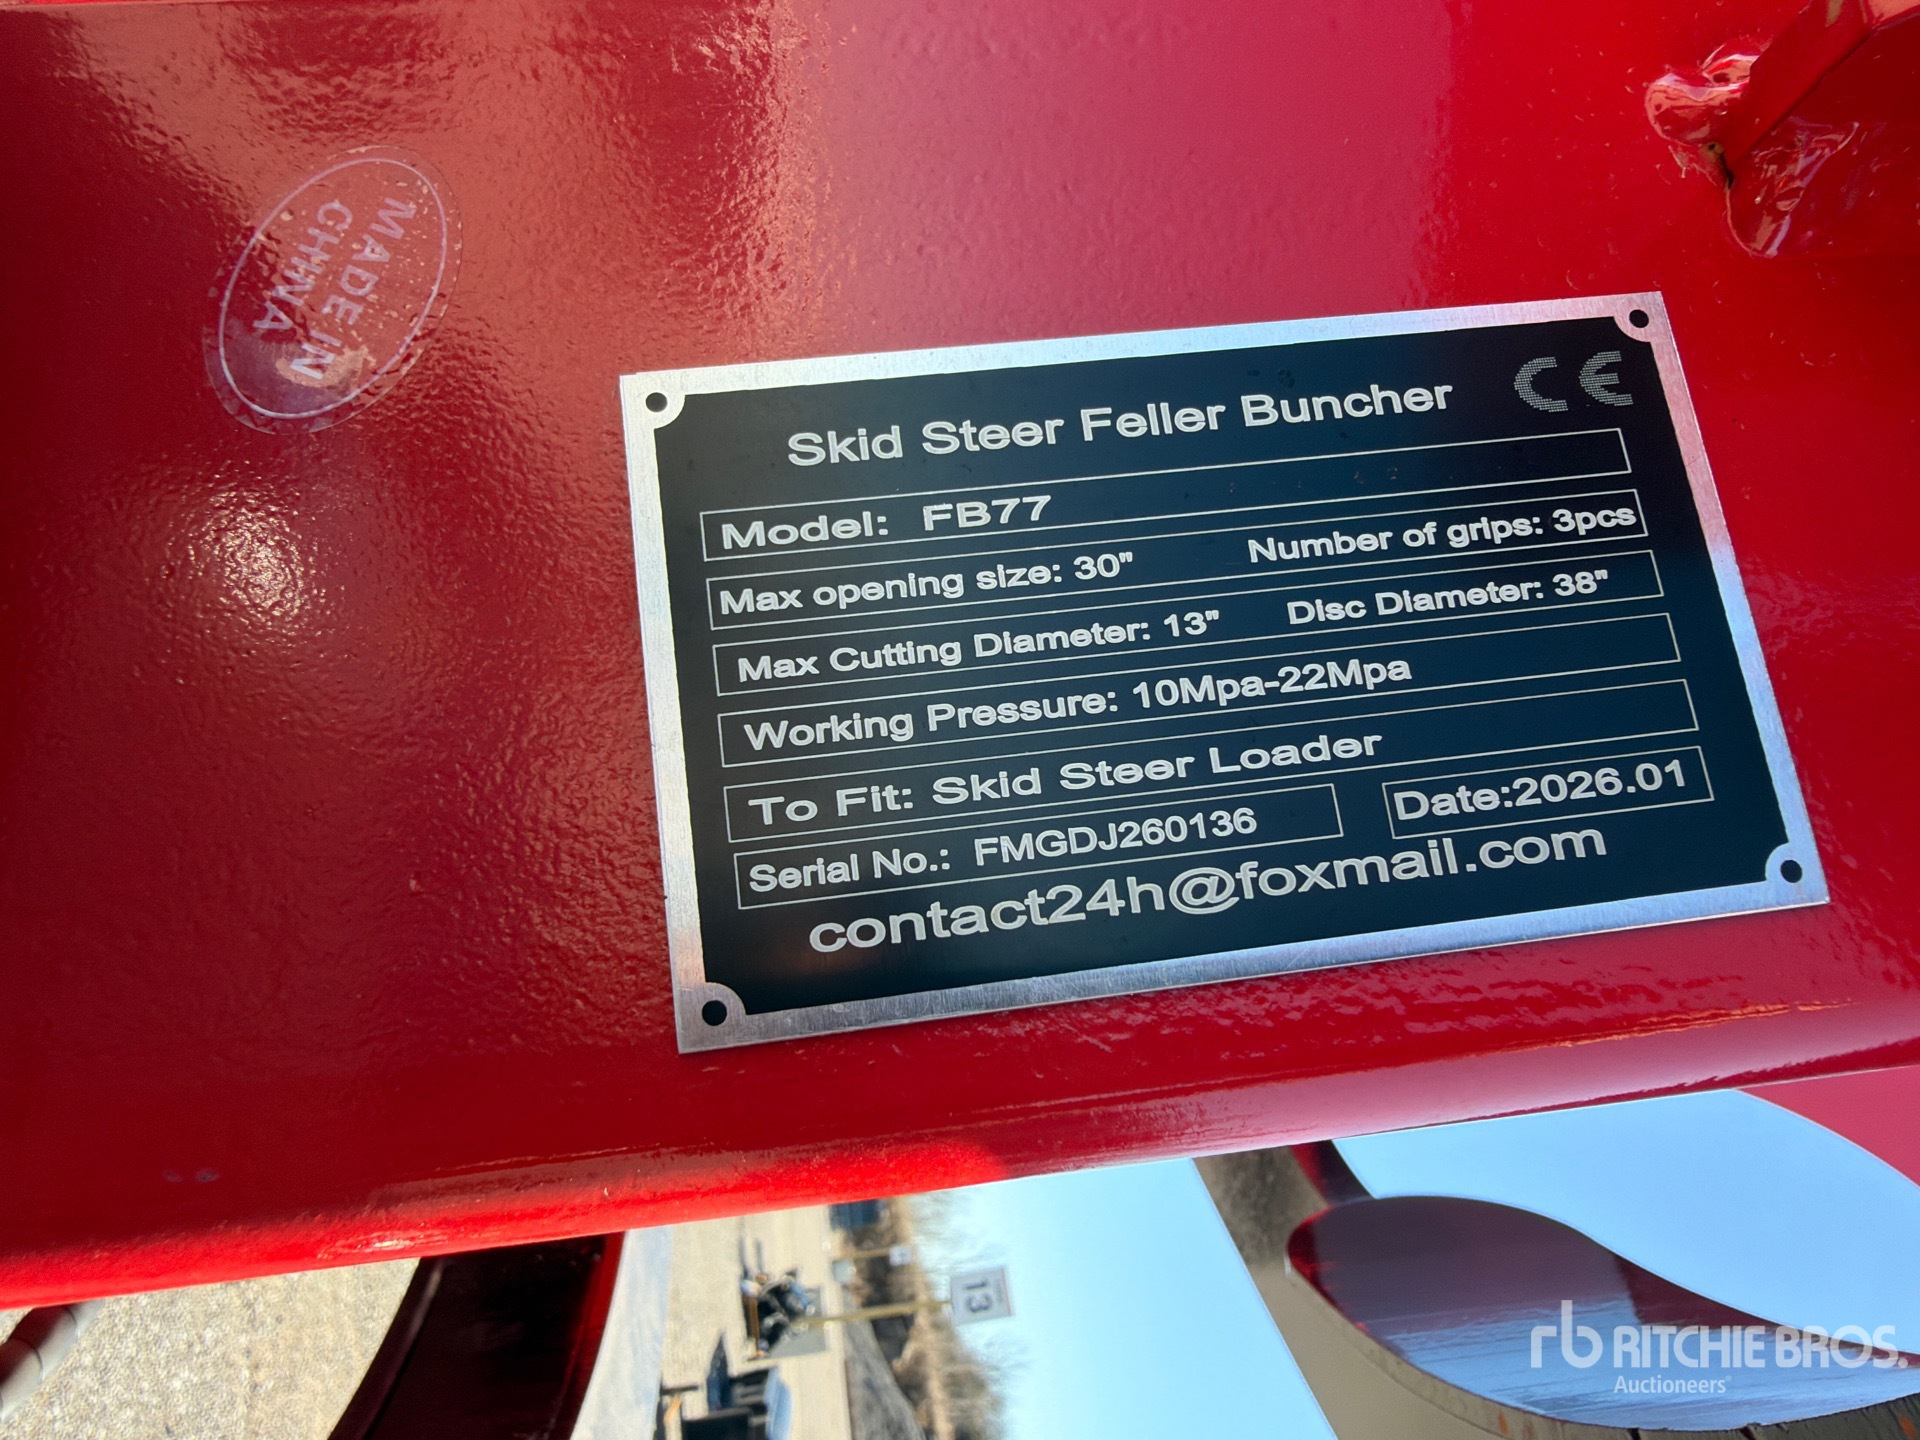 MADE IN
CHINA
CE
Skid Steer Feller Buncher
Model: FB77
Max opening size: 30" Number of grips: 3pcs
Max Cutting Diameter: 13" Disc Diameter: 38"
Working Pressure: 10Mpa-22Mpa
To Fit: Skid Steer Loader
Serial No.: FMGDJ260136 Date:2026.01
contact24h@foxmail.com
13
rb RITCHIE BROS.
Auctioneers